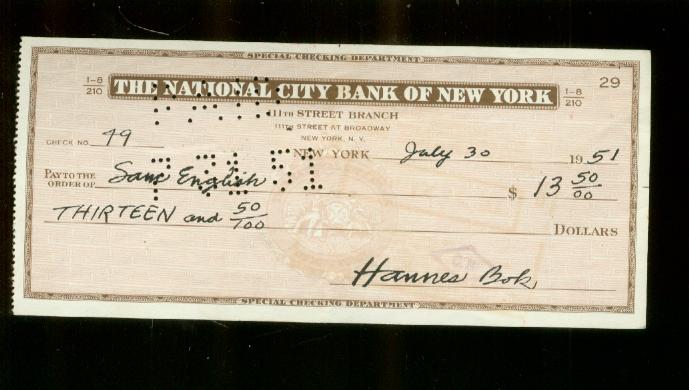 SPECIAL CHECKING DEPARTMENT
1-8
210
THE NATIONAL CITY BANK OF NEW YORK
1-8
210
29
111TH STREET BRANCH
111TH STREET AT BROADWAY
NEW YORK, N. Y.
CHECK NO. 49
NEW YORK July 30 1951
PAY TO THE ORDER OF Sam English $ 13 50/00
THIRTEEN and 50/100 DOLLARS
Hannes Bok
SPECIAL CHECKING DEPARTMENT